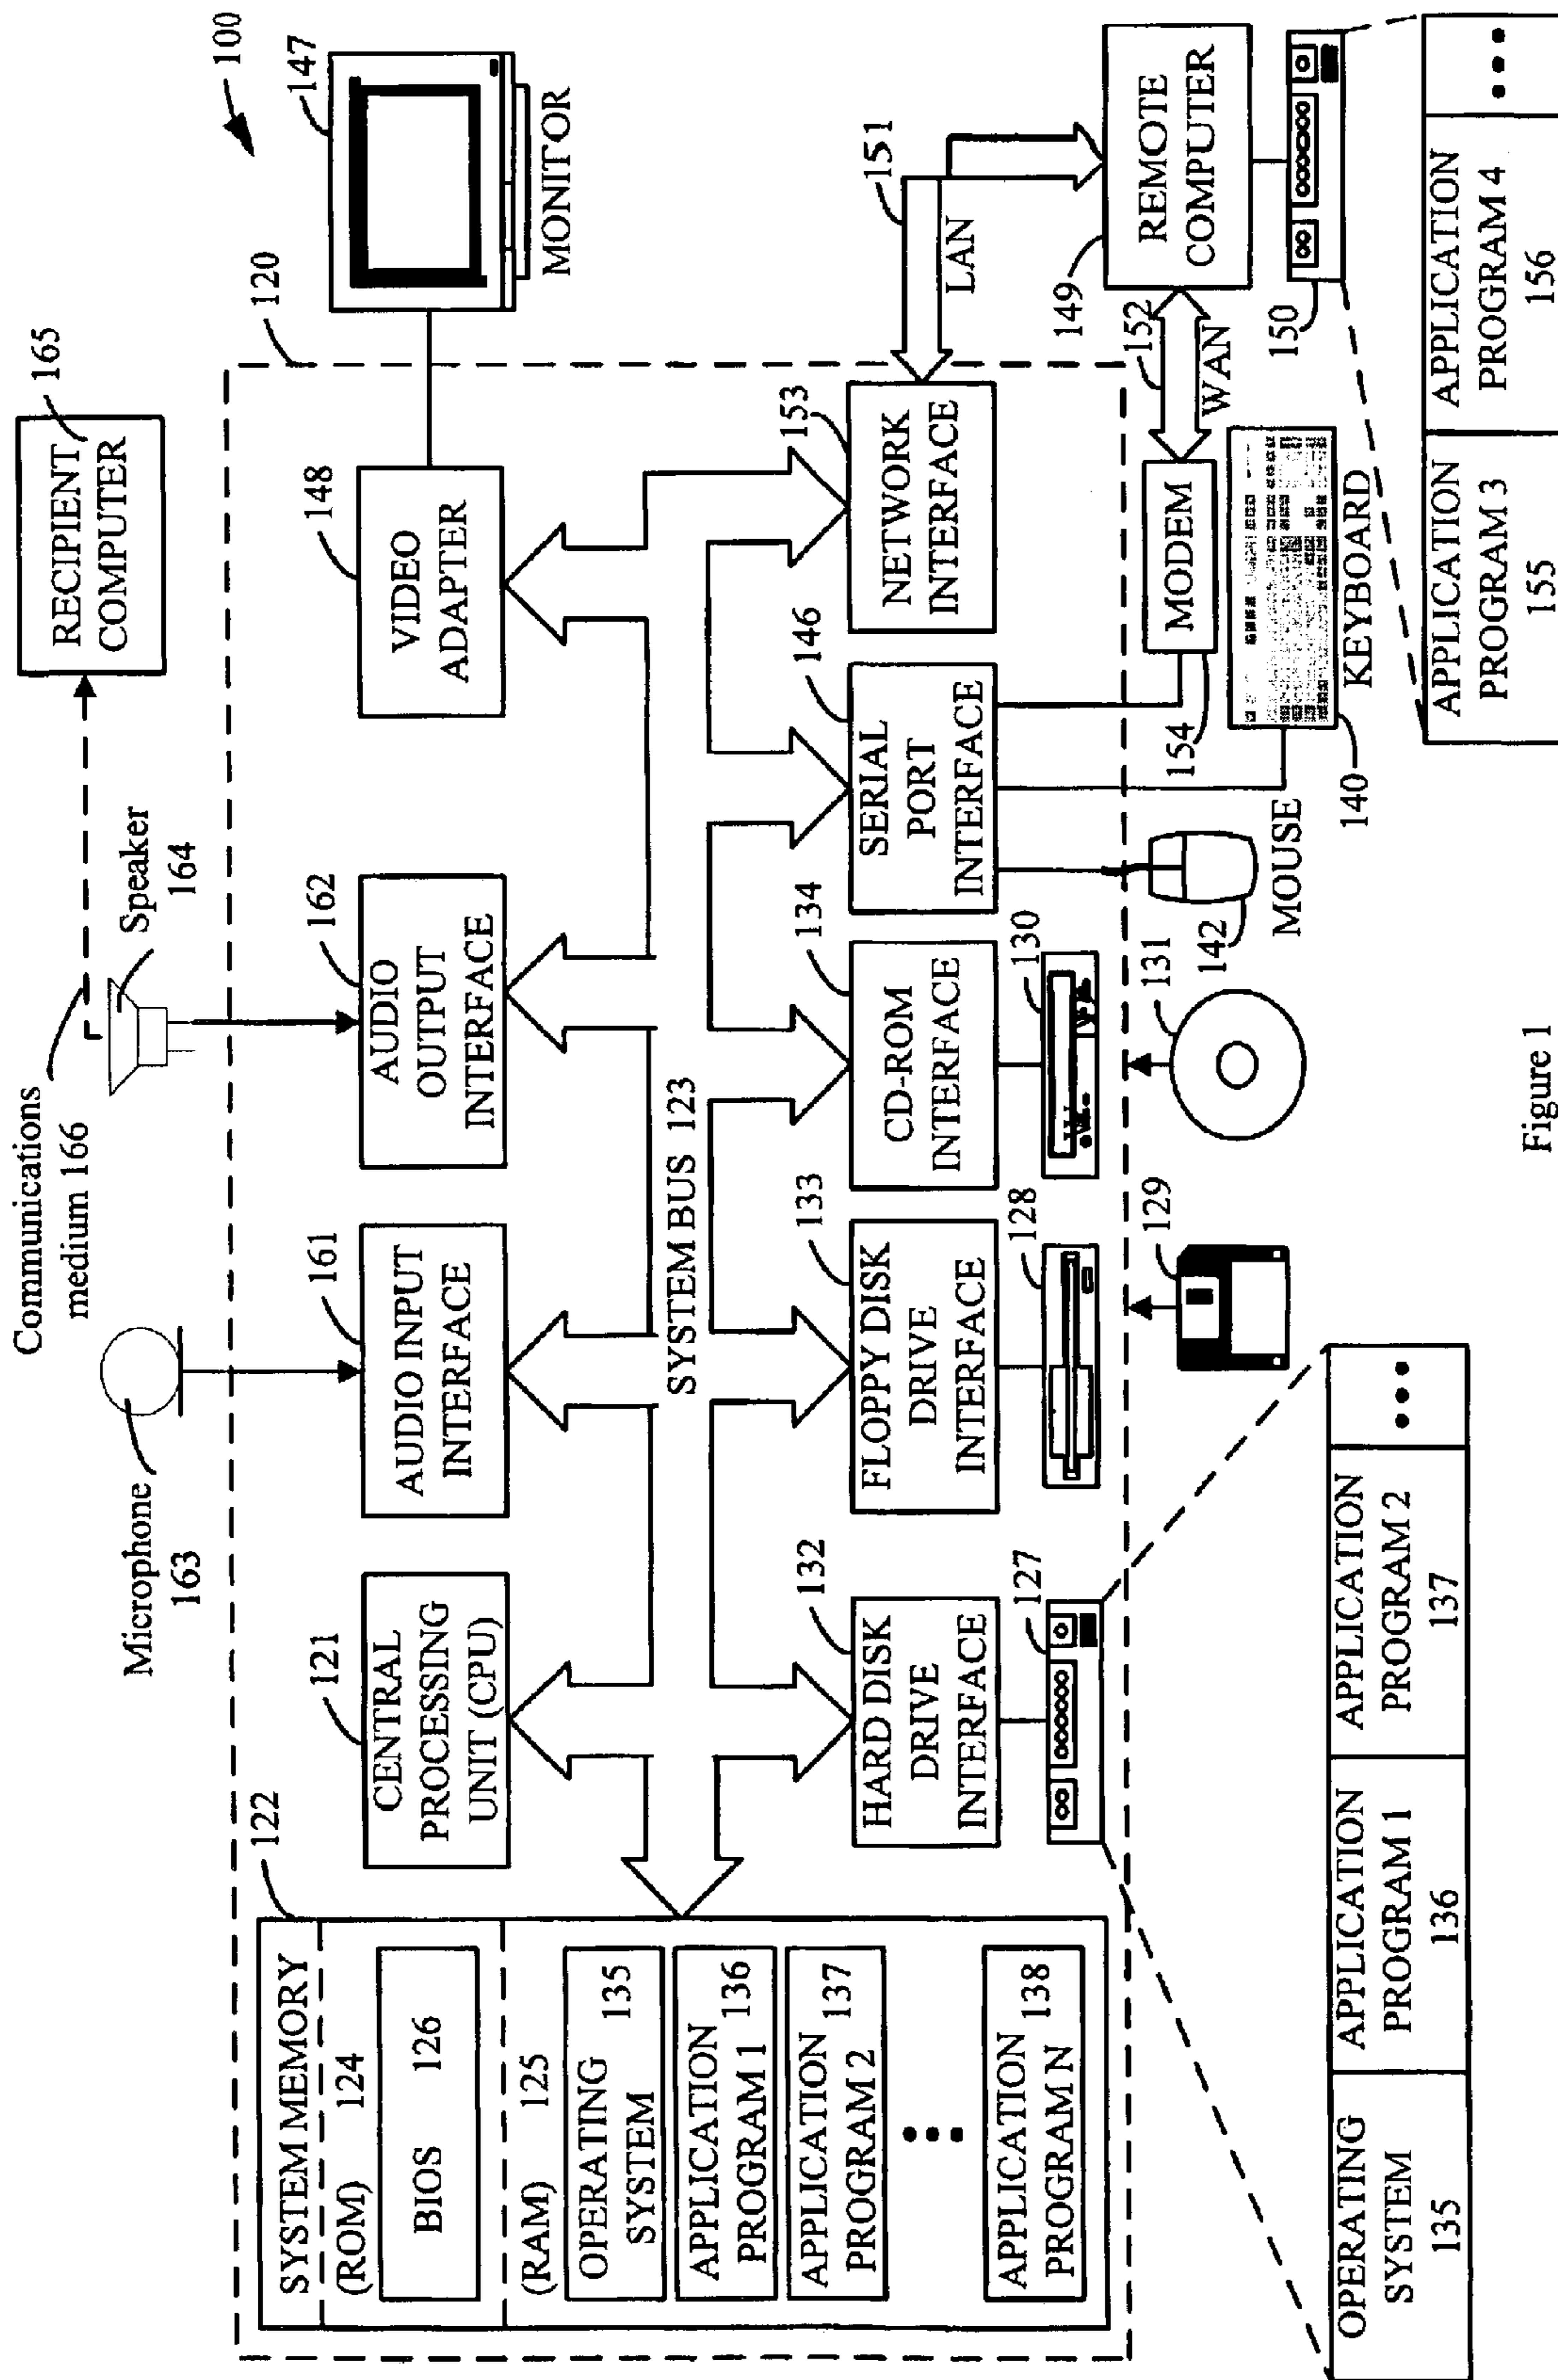 Communications
medium 166
Microphone
163
Speaker
164
RECIPIENT
COMPUTER
165
100
120
147
MONITOR
122
SYSTEM MEMORY
(ROM) 124
BIOS 126
(RAM) 125
OPERATING
SYSTEM
135
APPLICATION
PROGRAM 1
136
APPLICATION
PROGRAM 2
137
APPLICATION
PROGRAM N
138
121
CENTRAL
PROCESSING
UNIT (CPU)
161
AUDIO INPUT
INTERFACE
162
AUDIO
OUTPUT
INTERFACE
148
VIDEO
ADAPTER
SYSTEM BUS 123
132
HARD DISK
DRIVE
INTERFACE
133
FLOPPY DISK
DRIVE
INTERFACE
134
CD-ROM
INTERFACE
146
SERIAL
PORT
INTERFACE
153
NETWORK
INTERFACE
151
LAN
127
128
130
129
131
142
MOUSE
154
MODEM
152
WAN
149
REMOTE
COMPUTER
150
140
KEYBOARD
OPERATING
SYSTEM
135
APPLICATION
PROGRAM 1
136
APPLICATION
PROGRAM 2
137
APPLICATION
PROGRAM 3
155
APPLICATION
PROGRAM 4
156
Figure 1